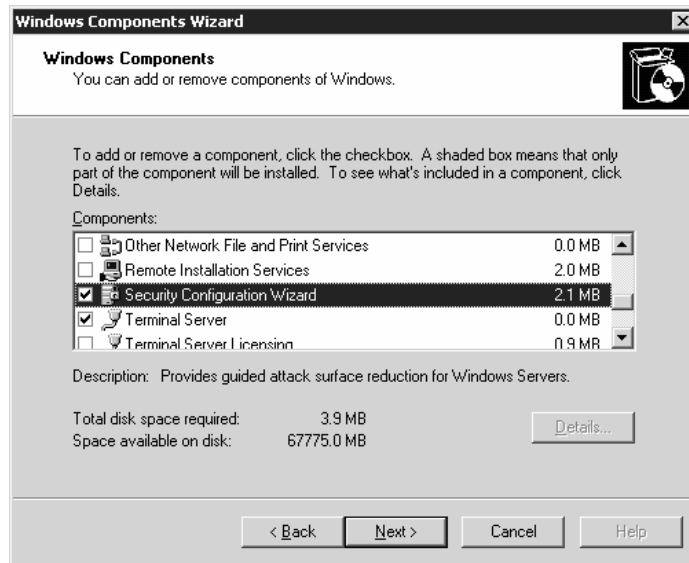 Windows Components Wizard
Windows Components
You can add or remove components of Windows.
To add or remove a component, click the checkbox. A shaded box means that only
part of the component will be installed. To see what's included in a component, click
Details.
Components:
Other Network File and Print Services 0.0 MB
Remote Installation Services 2.0 MB
Security Configuration Wizard 2.1 MB
Terminal Server 0.0 MB
Terminal Server Licensing 0.9 MB
Description: Provides guided attack surface reduction for Windows Servers.
Total disk space required: 3.9 MB
Space available on disk: 67775.0 MB
Details...
< Back Next > Cancel Help